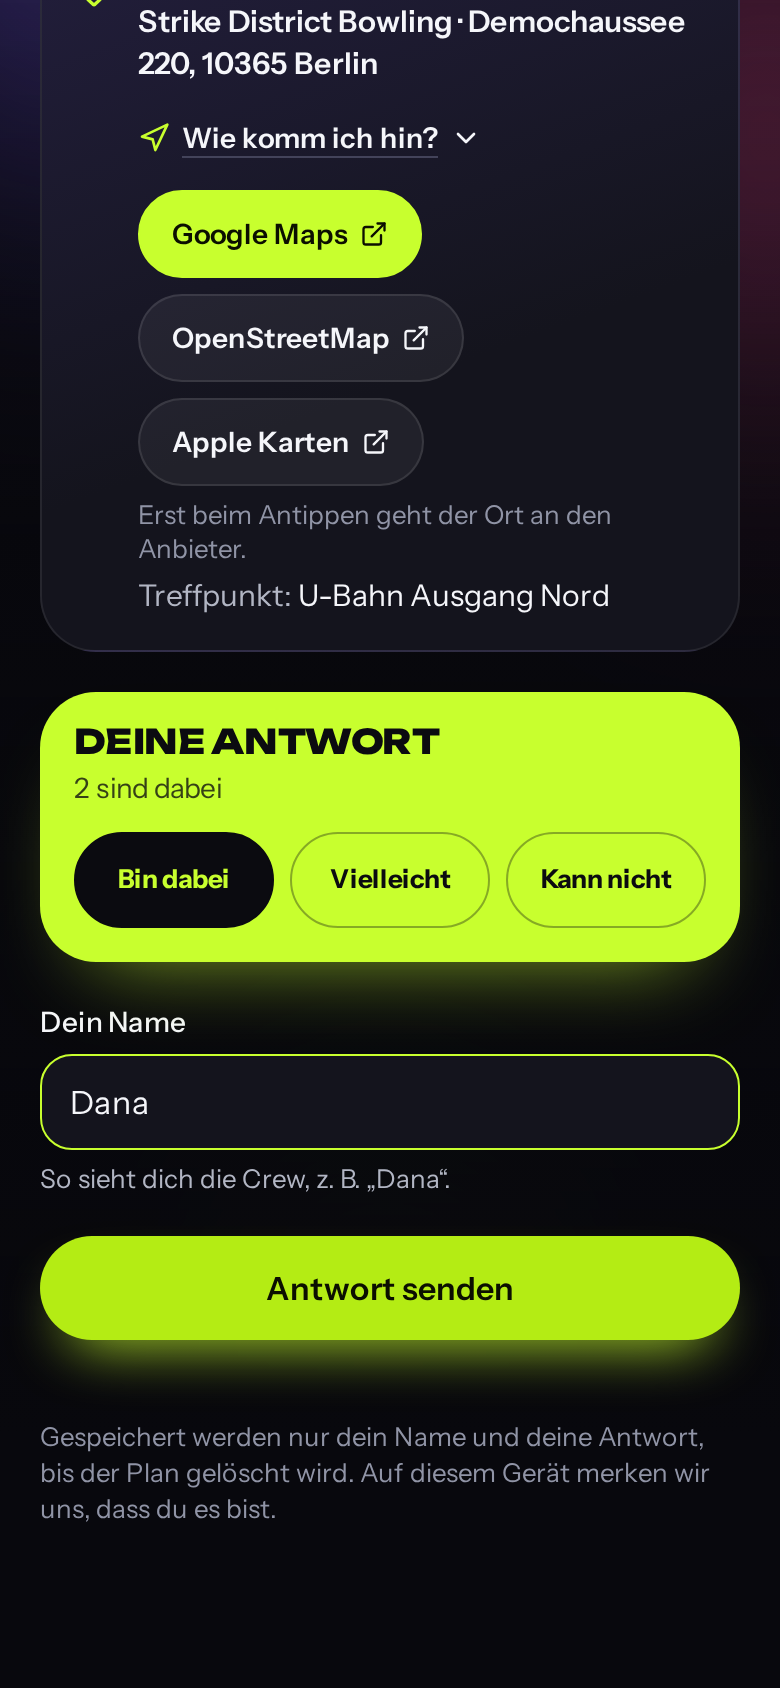 Strike District Bowling · Demochaussee
220, 10365 Berlin
Wie komm ich hin?
Google Maps
OpenStreetMap
Apple Karten
Erst beim Antippen geht der Ort an den
Anbieter.
Treffpunkt: U-Bahn Ausgang Nord
DEINE ANTWORT
2 sind dabei
Bin dabei
Vielleicht
Kann nicht
Dein Name
Dana
So sieht dich die Crew, z. B. „Dana“.
Antwort senden
Gespeichert werden nur dein Name und deine Antwort,
bis der Plan gelöscht wird. Auf diesem Gerät merken wir
uns, dass du es bist.